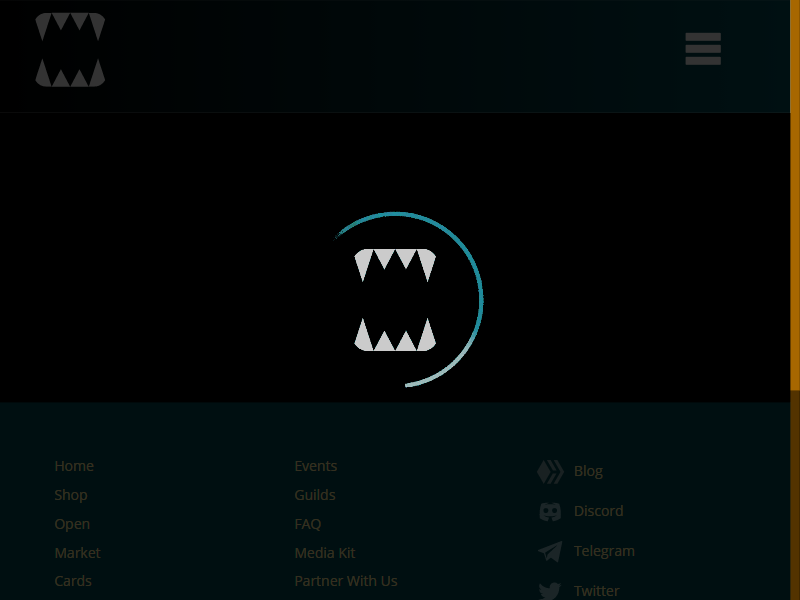 Home
Shop
Open
Market
Cards
Events
Guilds
FAQ
Media Kit
Partner With Us
Blog
Discord
Telegram
Twitter